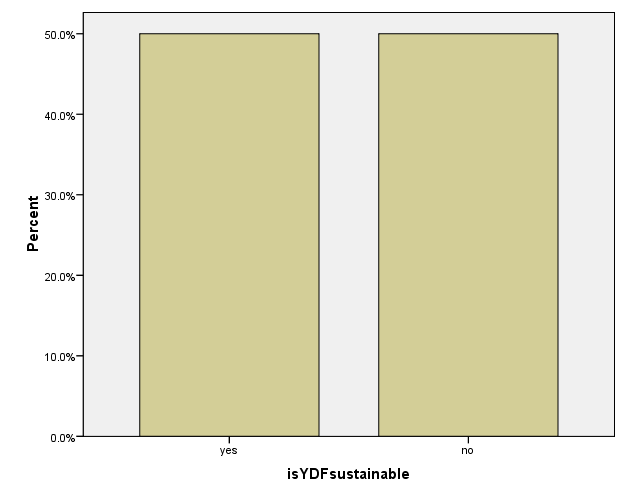 50.0%
40.0%
30.0%
20.0%
10.0%
0.0%
Percent
yes no
isYDFsustainable